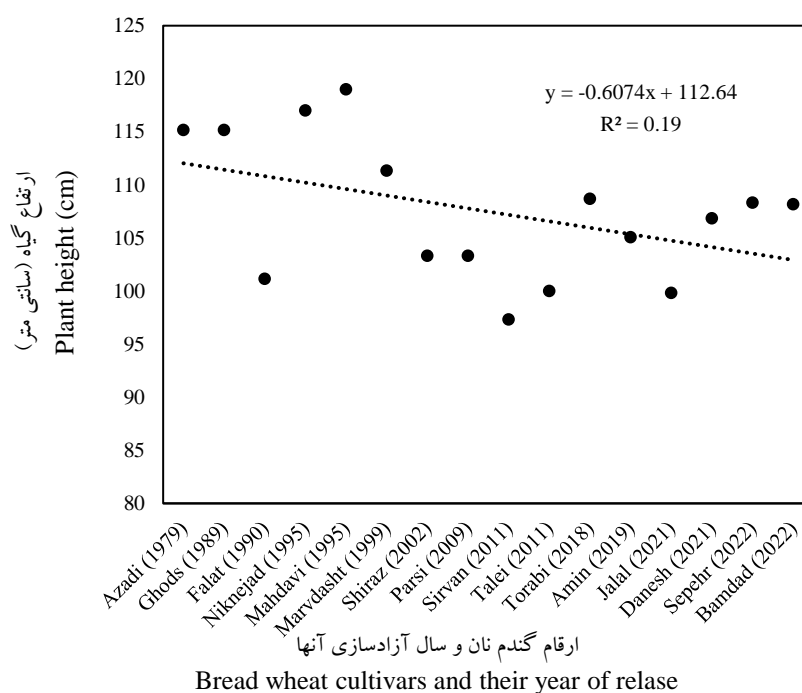 125
120
115
110
105
100
95
90
85
80
y = -0.6074x + 112.64
R² = 0.19
ارتفاع گیاه (سانتی متر)
Plant height (cm)
Azadi (1979)
Ghods (1989)
Falat (1990)
Niknejad (1995)
Mahdavi (1995)
Marvdasht (1999)
Shiraz (2002)
Parsi (2009)
Sirvan (2011)
Talei (2011)
Torabi (2018)
Amin (2019)
Jalal (2021)
Danesh (2021)
Sepehr (2022)
Bamdad (2022)
ارقام گندم نان و سال آزادسازی آنها
Bread wheat cultivars and their year of relase